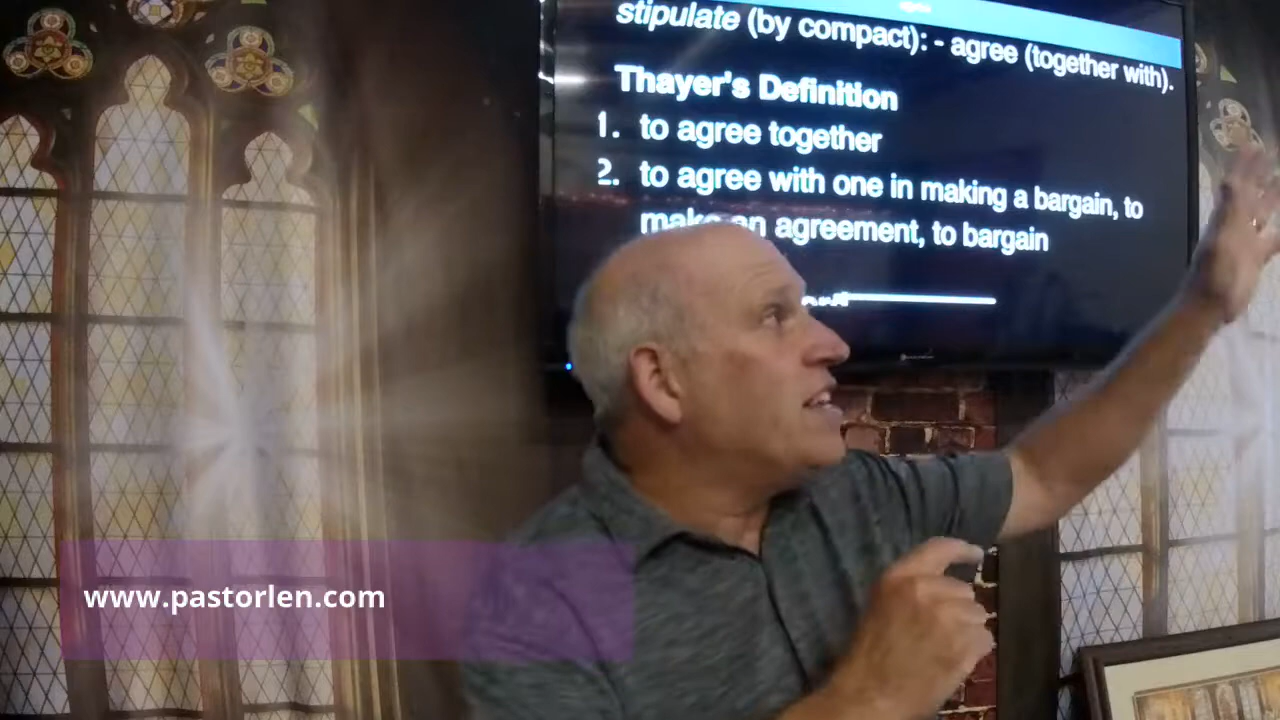 stipulate (by compact): - agree (together with).
Thayer's Definition
1. to agree together
2. to agree with one in making a bargain, to
make an agreement, to bargain
www.pastorlen.com